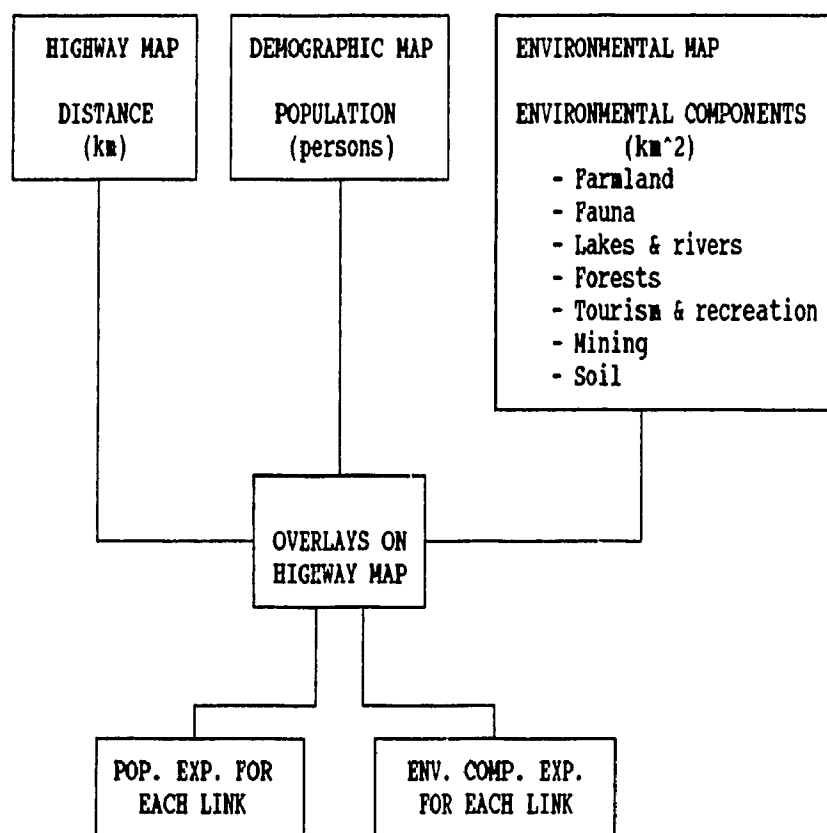 HIGHWAY MAP
DISTANCE
(km)
DEMOGRAPHIC MAP
POPULATION
(persons)
ENVIRONMENTAL MAP
ENVIRONMENTAL COMPONENTS
(km^2)
- Farmland
- Fauna
- Lakes & rivers
- Forests
- Tourism & recreation
- Mining
- Soil
OVERLAYS ON
HIGEWAY MAP
POP. EXP. FOR
EACH LINK
ENV. COMP. EXP.
FOR EACH LINK